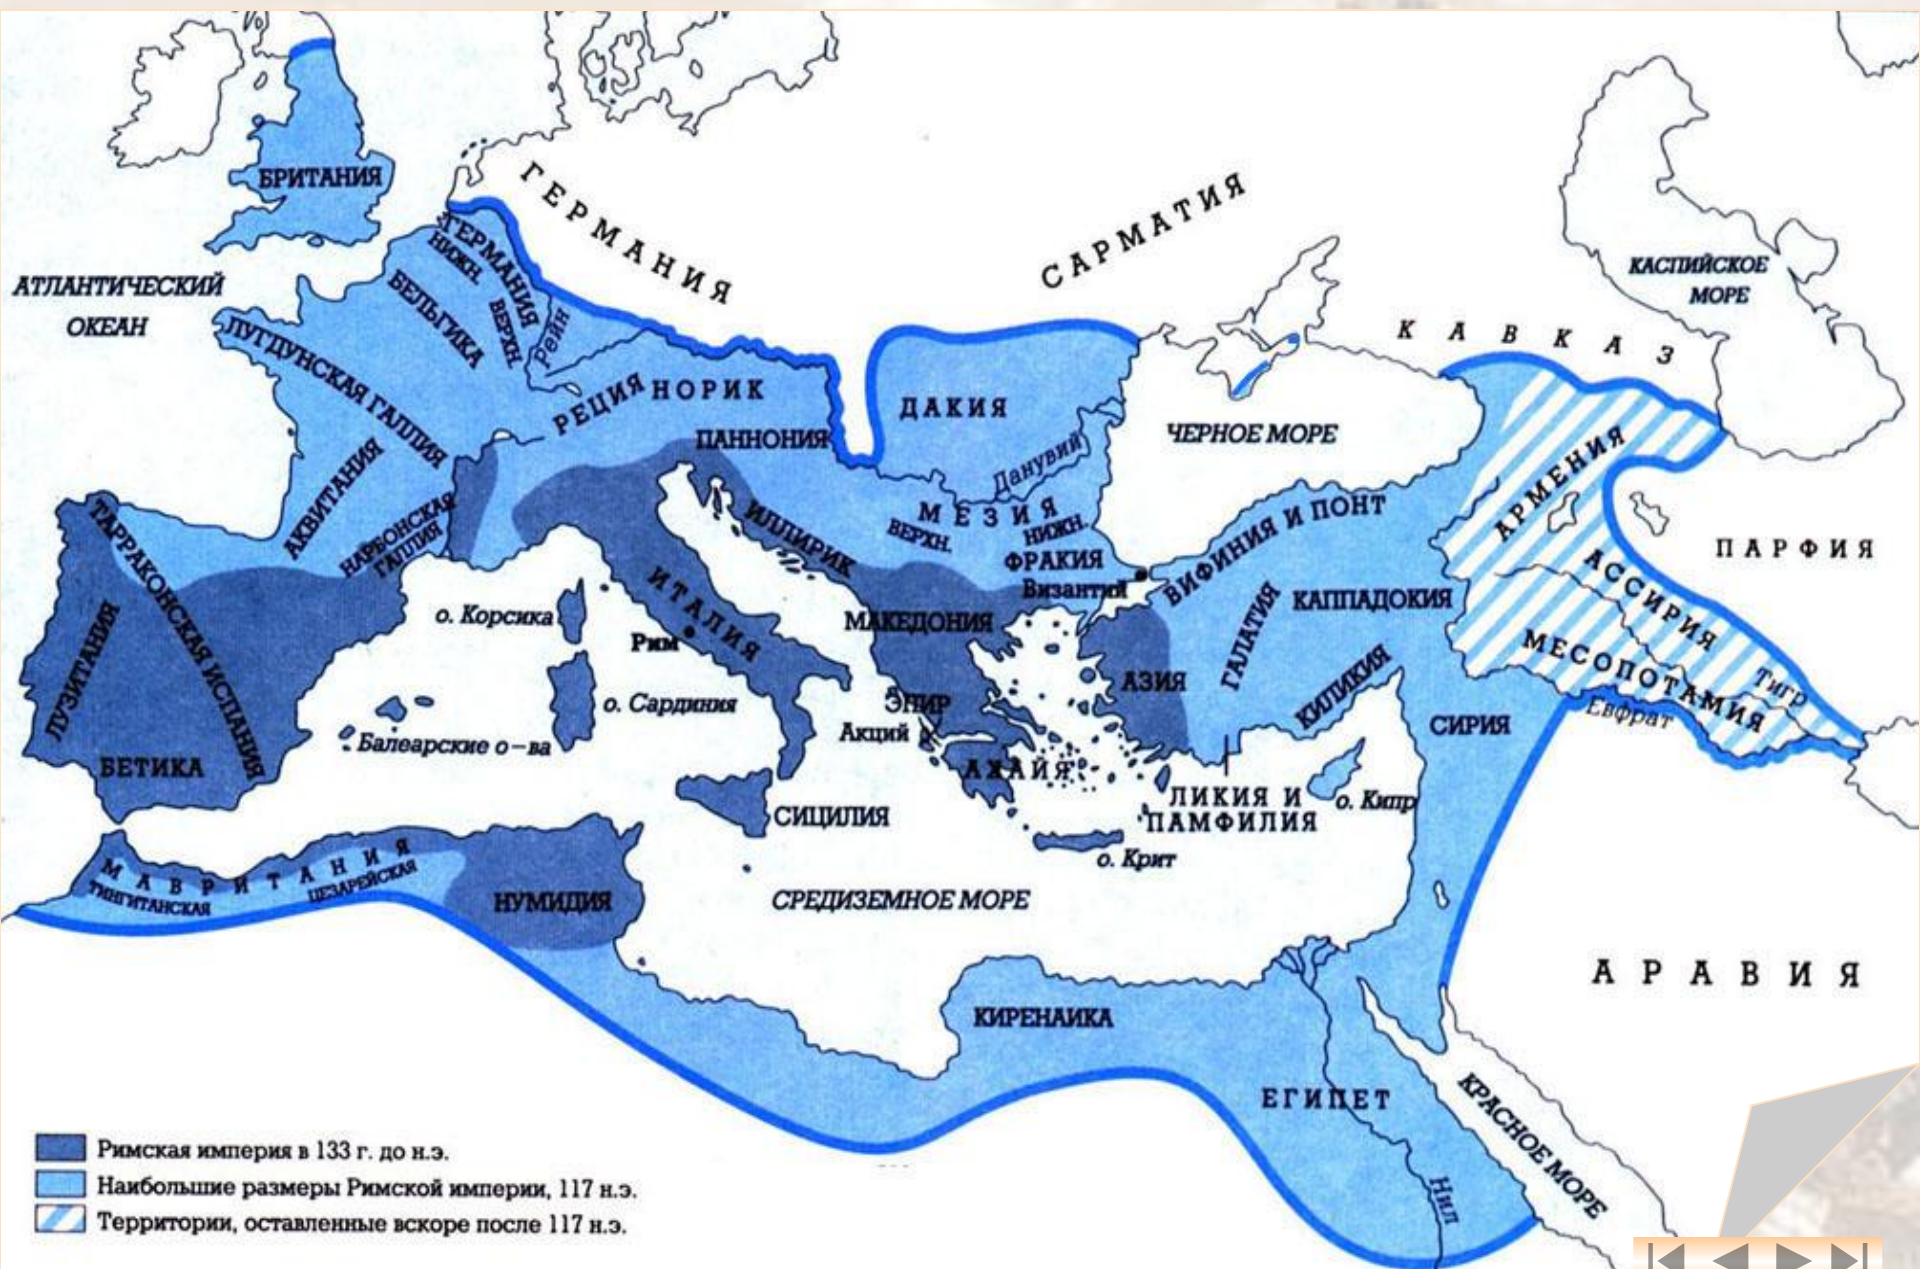 БРИТАНИЯ
ГЕРМАНИЯ
САРМАТИЯ
АТЛАНТИЧЕСКИЙ
ОКЕАН
КАСПИЙСКОЕ
МОРЕ
КАВКАЗ
ГЕРМАНИЯ
НИЖН.
ВЕРХН.
БЕЛЬГИКА
Рейн
ЛУГДУНСКАЯ ГАЛЛИЯ
РЕЦИЯ
НОРИК
ПАННОНИЯ
ДАКИЯ
Данувий
ЧЕРНОЕ МОРЕ
АРМЕНИЯ
АКВИТАНИЯ
НАРБОНСКАЯ
ГАЛЛИЯ
ИЛЛИРИК
МЕЗИЯ
ВЕРХН.
НИЖН.
ФРАКИЯ
Византий
ВИФИНИЯ И ПОНТ
ПАРФИЯ
АССИРИЯ
ТАРРАКОНСКАЯ ИСПАНИЯ
ЛУЗИТАНИЯ
БЕТИКА
о. Корсика
ИТАЛИЯ
Рим
МАКЕДОНИЯ
ГАЛАТИЯ
КАППАДОКИЯ
МЕСОПОТАМИЯ
Тигр
Евфрат
о. Сардиния
Балеарские о-ва
ЭПИР
Акций
АЗИЯ
КИЛИКИЯ
СИРИЯ
АХАЙЯ
СИЦИЛИЯ
ЛИКИЯ И
ПАМФИЛИЯ
о. Кипр
о. Крит
МАВРИТАНИЯ
ТИНГИТАНСКАЯ
ЦЕЗАРЕЙСКАЯ
НУМИДИЯ
СРЕДИЗЕМНОЕ МОРЕ
АРАВИЯ
КИРЕНАИКА
ЕГИПЕТ
КРАСНОЕ МОРЕ
Нил
Римская империя в 133 г. до н.э.
Наибольшие размеры Римской империи, 117 н.э.
Территории, оставленные вскоре после 117 н.э.